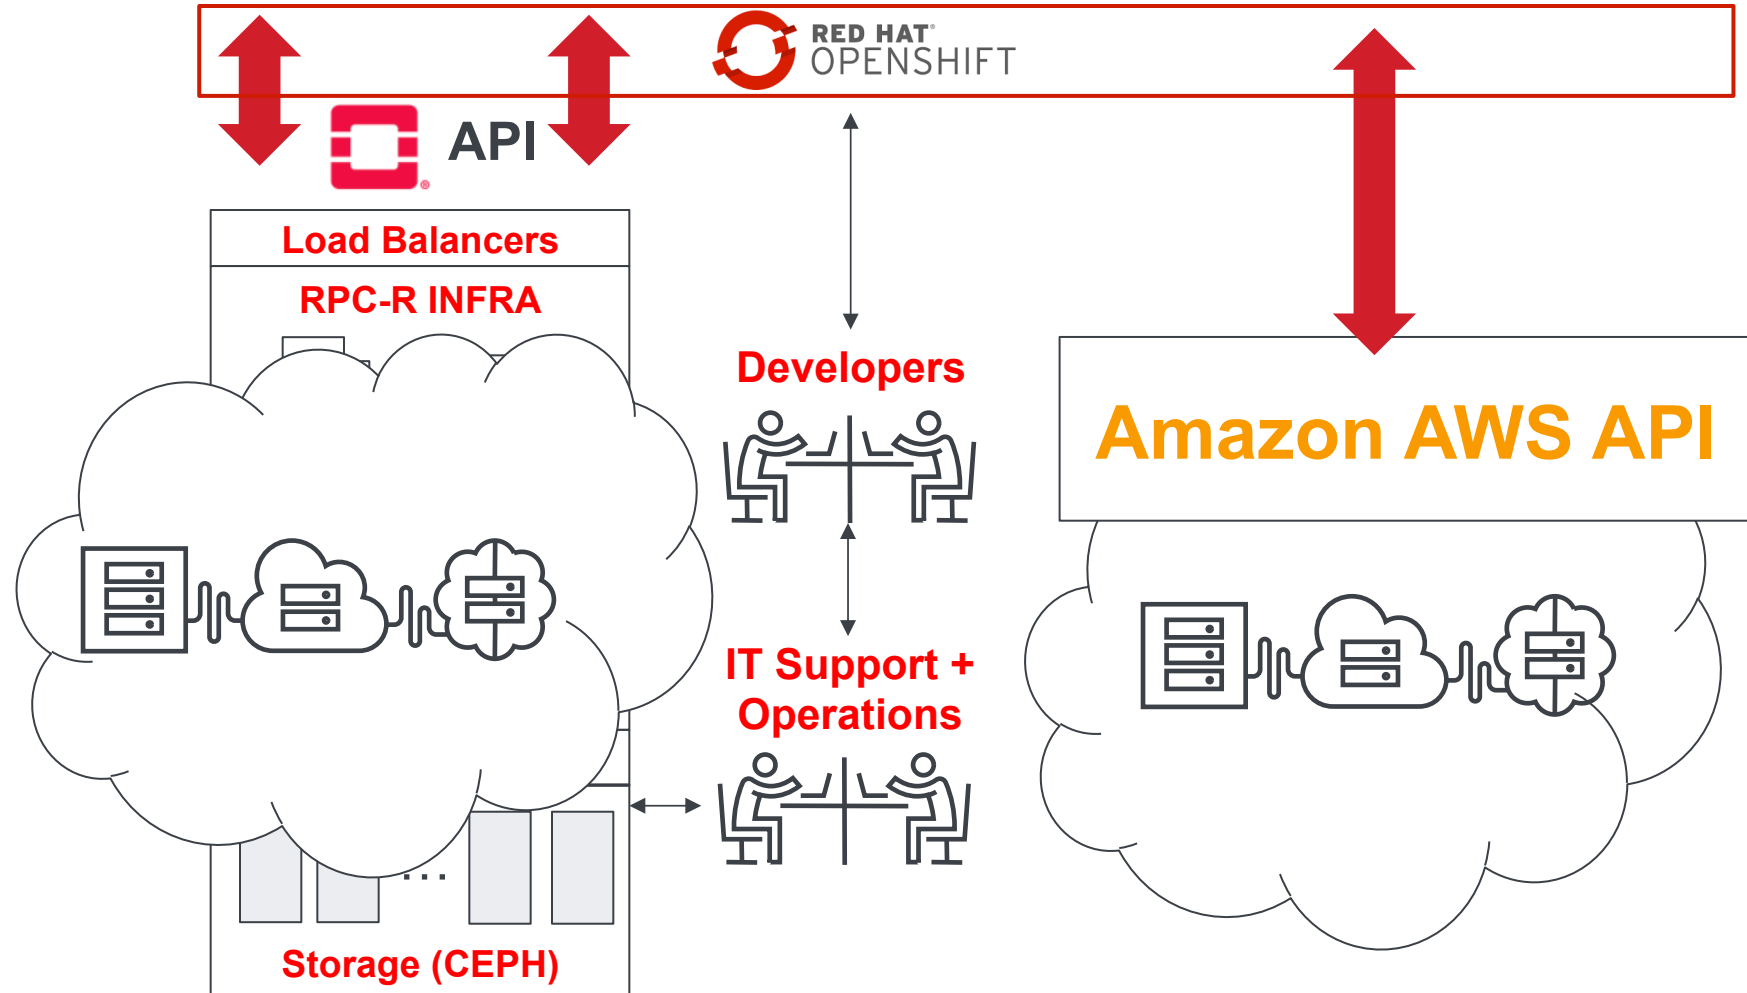 RED HAT®
OPENSHIFT
API
®
Load Balancers
RPC-R INFRA
Developers
Amazon AWS API
IT Support +
Operations
...
Storage (CEPH)